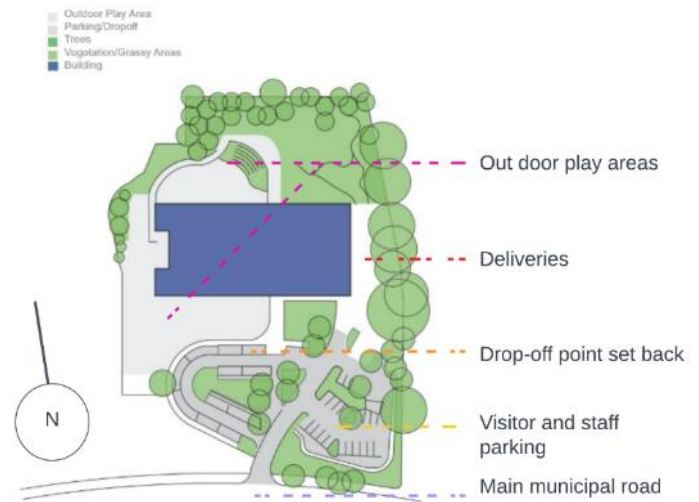 Outdoor Play Area
Parking/Dropoff
Trees
Vegotation/Grassy Areas
Building
Out door play areas
Deliveries
Drop-off point set back
Visitor and staff
parking
Main municipal road
N